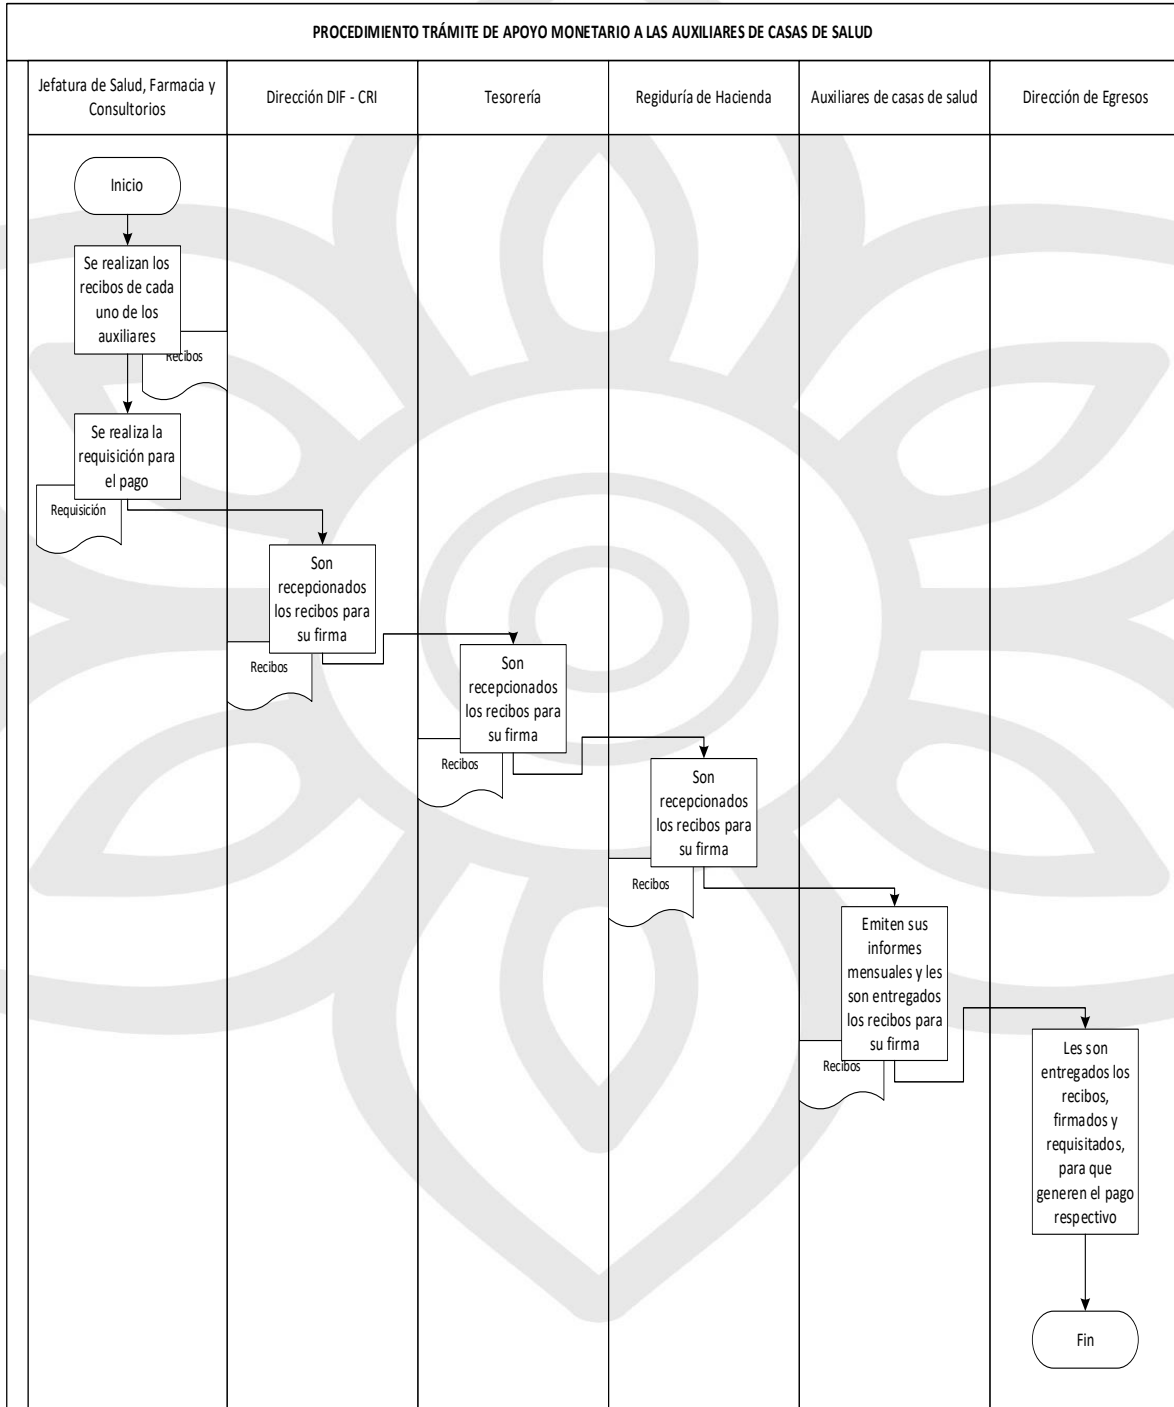 PROCEDIMIENTO TRÁMITE DE APOYO MONETARIO A LAS AUXILIARES DE CASAS DE SALUD
Jefatura de Salud, Farmacia y
Consultorios
Dirección DIF - CRI
Tesorería
Regiduría de Hacienda
Auxiliares de casas de salud
Dirección de Egresos
Inicio
Se realizan los
recibos de cada
uno de los
auxiliares
Recibos
Se realiza la
requisición para
el pago
Requisición
Son
recepcionados
los recibos para
su firma
Recibos
Son
recepcionados
los recibos para
su firma
Recibos
Son
recepcionados
los recibos para
su firma
Recibos
Emiten sus
informes
mensuales y les
son entregados
los recibos para
su firma
Recibos
Les son
entregados los
recibos,
firmados y
requisitados,
para que
generen el pago
respectivo
Fin